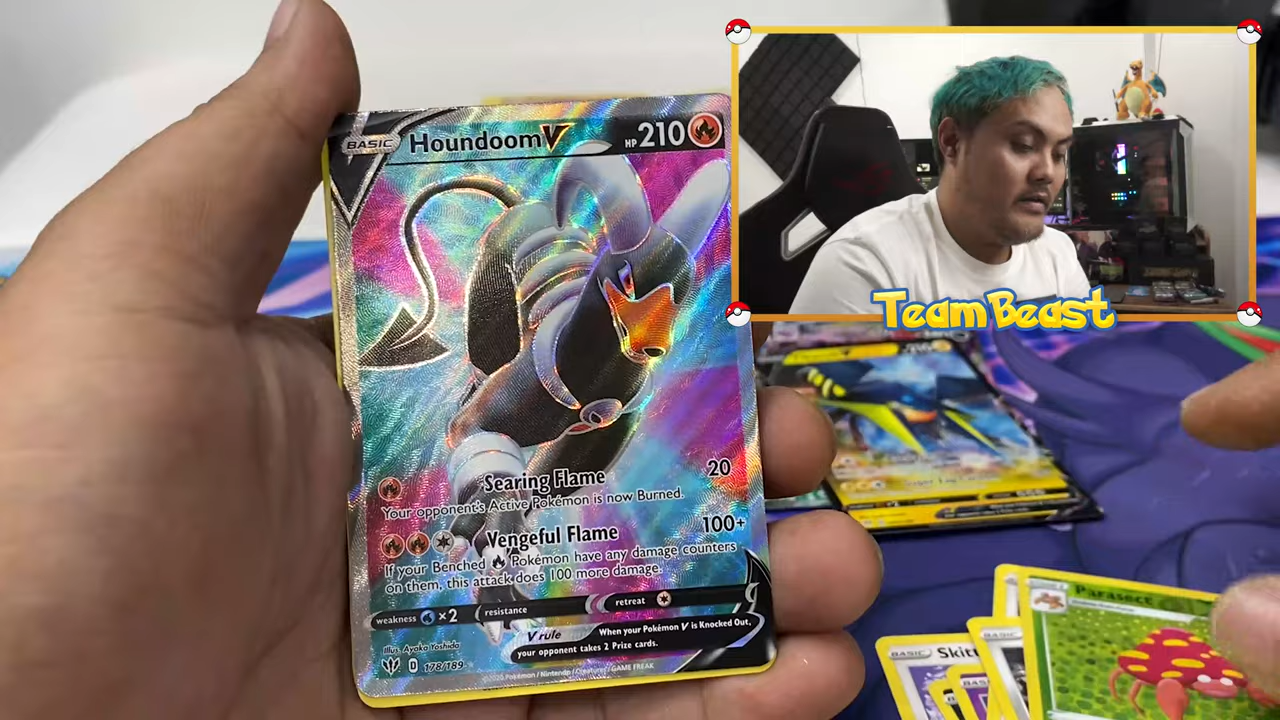 BASIC HoundoomV HP 210
Searing Flame 20
Your opponent's Active Pokémon is now Burned.
Vengeful Flame 100+
If your Benched Pokémon have any damage counters
on them, this attack does 100 more damage.
weakness ×2 resistance retreat
V rule When your Pokémon V is Knocked Out,
your opponent takes 2 Prize cards.
Illus. Ayaka Yoshida
D 178/189
©2020 Pokémon / Nintendo / Creatures / GAME FREAK
Team Beast
Parasect
BASIC Skitt
BASIC